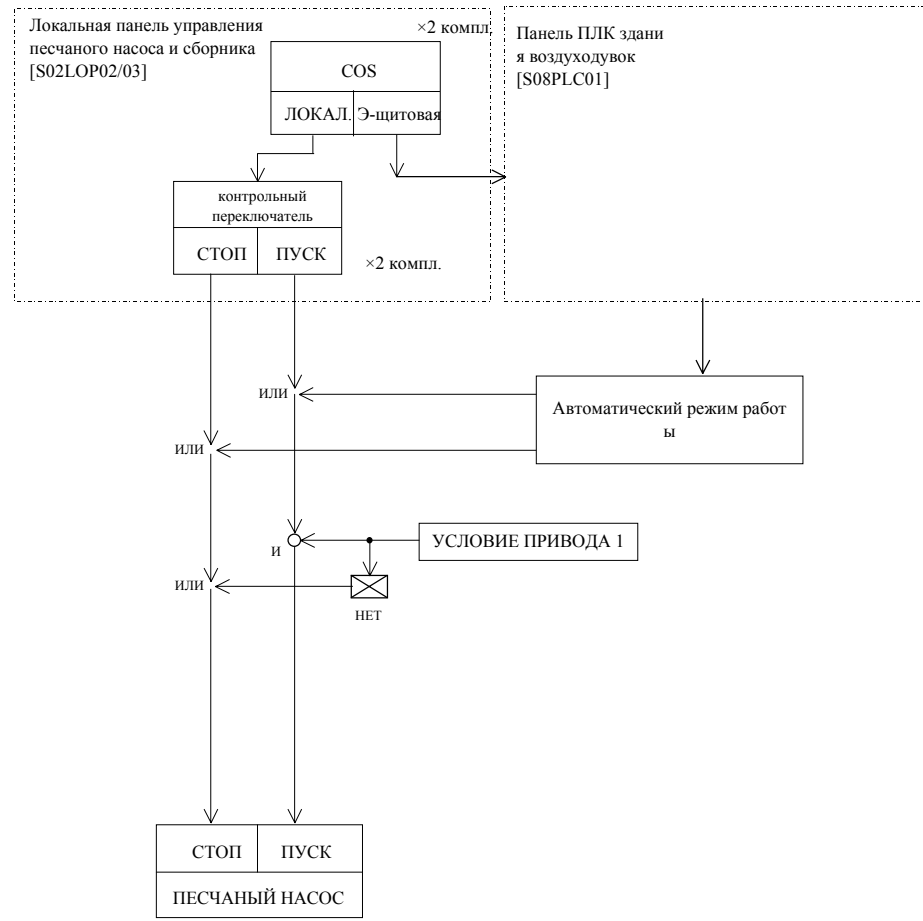 Локальная панель управления
песчаного насоса и сборника
[S02LOP02/03]
×2 компл.
COS
ЛОКАЛ.
Э-щитовая
Панель ПЛК здани
я воздуходувок
[S08PLC01]
контрольный
переключатель
СТОП
ПУСК
×2 компл.
ИЛИ
Автоматический режим работ
ы
ИЛИ
И
УСЛОВИЕ ПРИВОДА 1
ИЛИ
НЕТ
СТОП
ПУСК
ПЕСЧАНЫЙ НАСОС